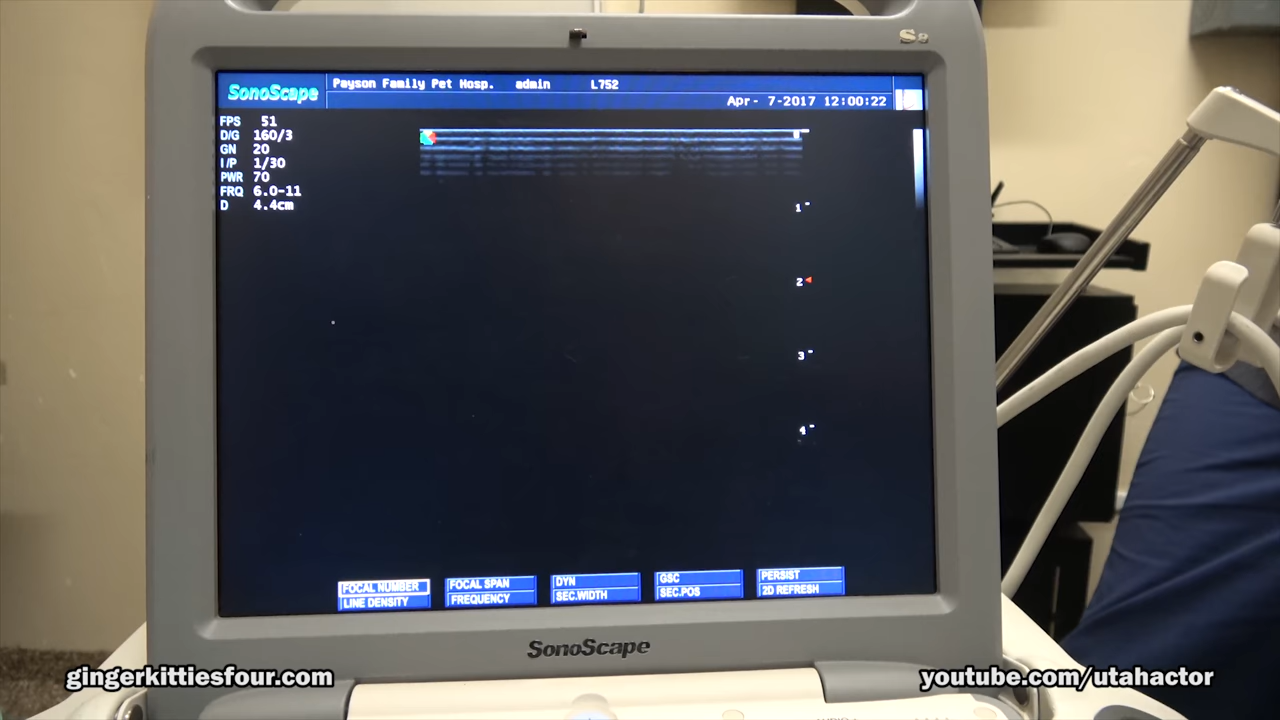 S8
SonoScape
Payson Family Pet Hosp. admin L752
Apr- 7-2017 12:00:22
FPS 51
D/G 160/3
GN 20
I/P 1/30
PWR 70
FRQ 6.0-11
D 4.4cm
1
2
3
4
FOCAL NUMBER FOCAL SPAN DYN GSC PERSIST
LINE DENSITY FREQUENCY SEC.WIDTH SEC.POS 2D REFRESH
SonoScape
gingerkittiesfour.com
youtube.com/utahactor